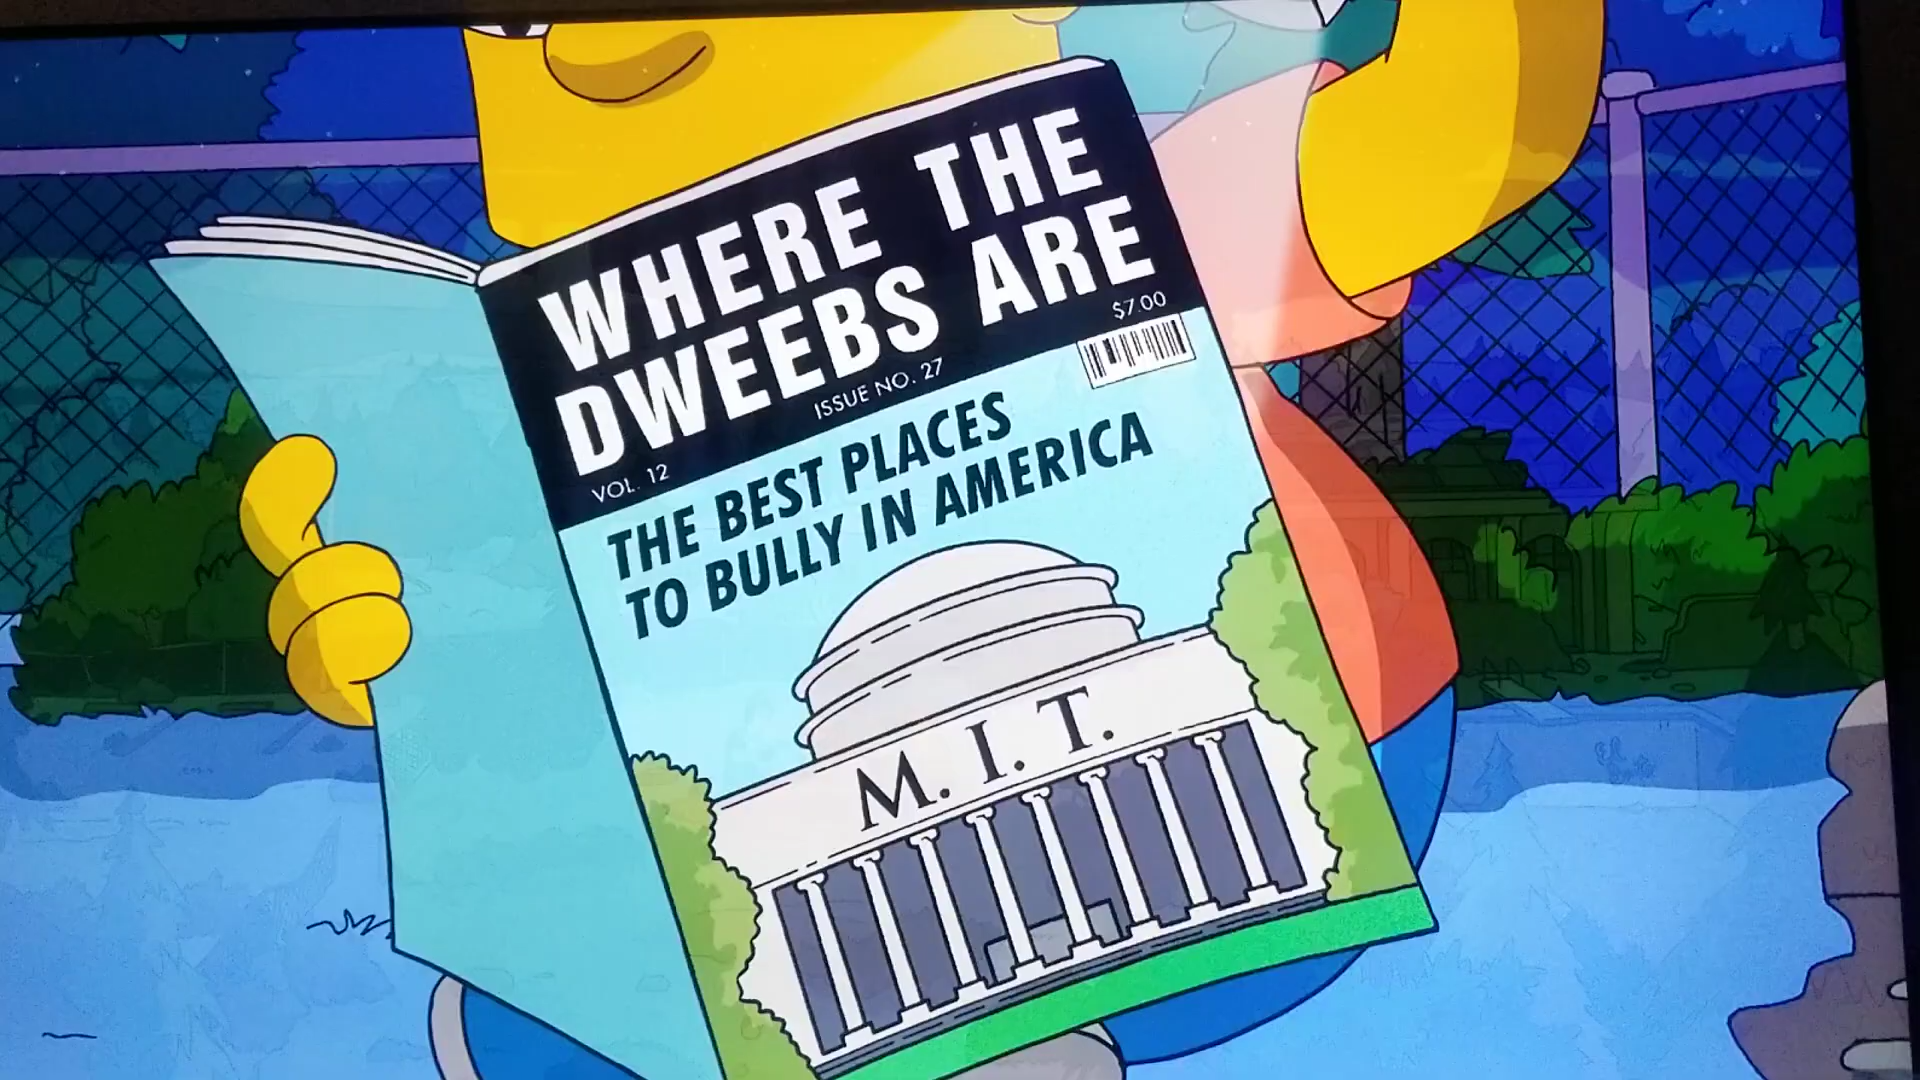 WHERE THE
DWEEBS ARE
$7.00
ISSUE NO. 27
VOL. 12
THE BEST PLACES
TO BULLY IN AMERICA
M. I. T.